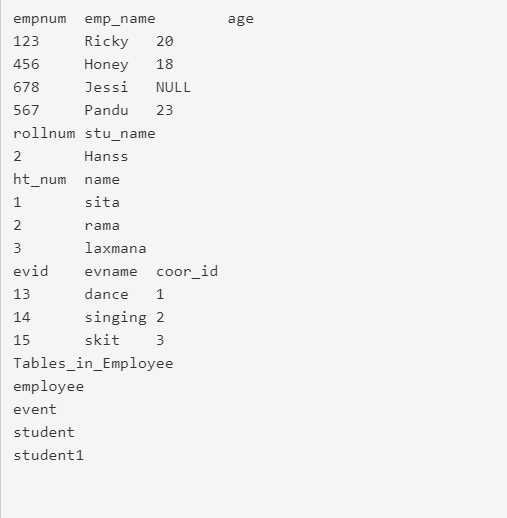 empnum	emp_name	age
123	Ricky	20
456	Honey	18
678	Jessi	NULL
567	Pandu	23
rollnum	stu_name
2	Hanss
ht_num	name
1	sita
2	rama
3	laxmana
evid	evname	coor_id
13	dance	1
14	singing	2
15	skit	3
Tables_in_Employee
employee
event
student
student1